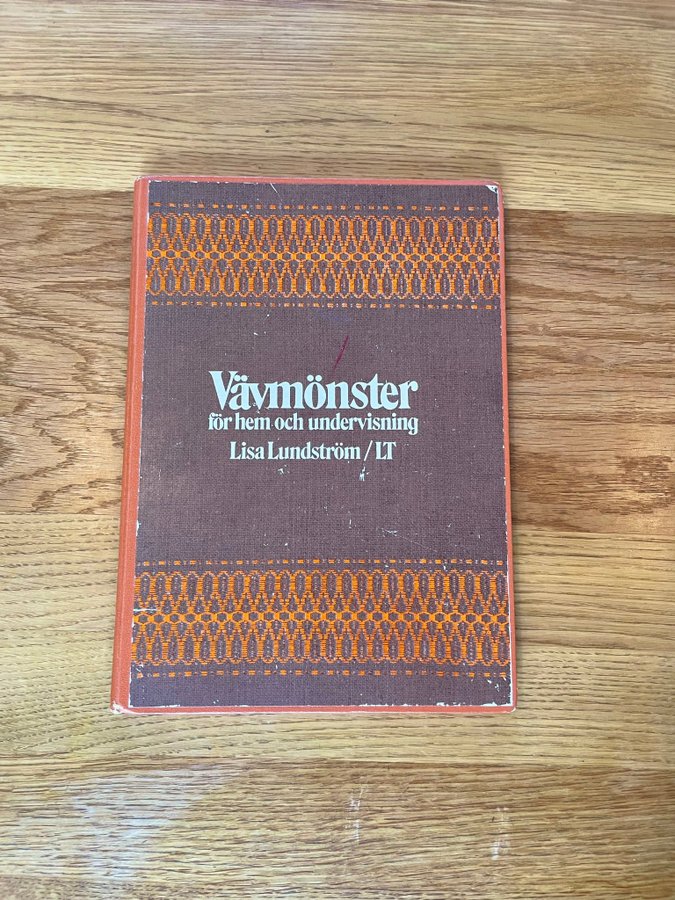 Vävmönster
för hem och undervisning
Lisa Lundström / LT